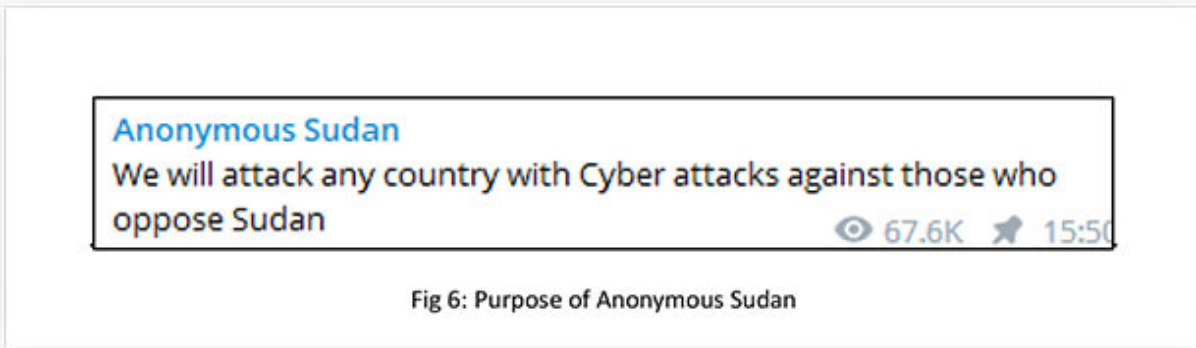 Anonymous Sudan
We will attack any country with Cyber attacks against those who
oppose Sudan
67.6K 15:50
Fig 6: Purpose of Anonymous Sudan